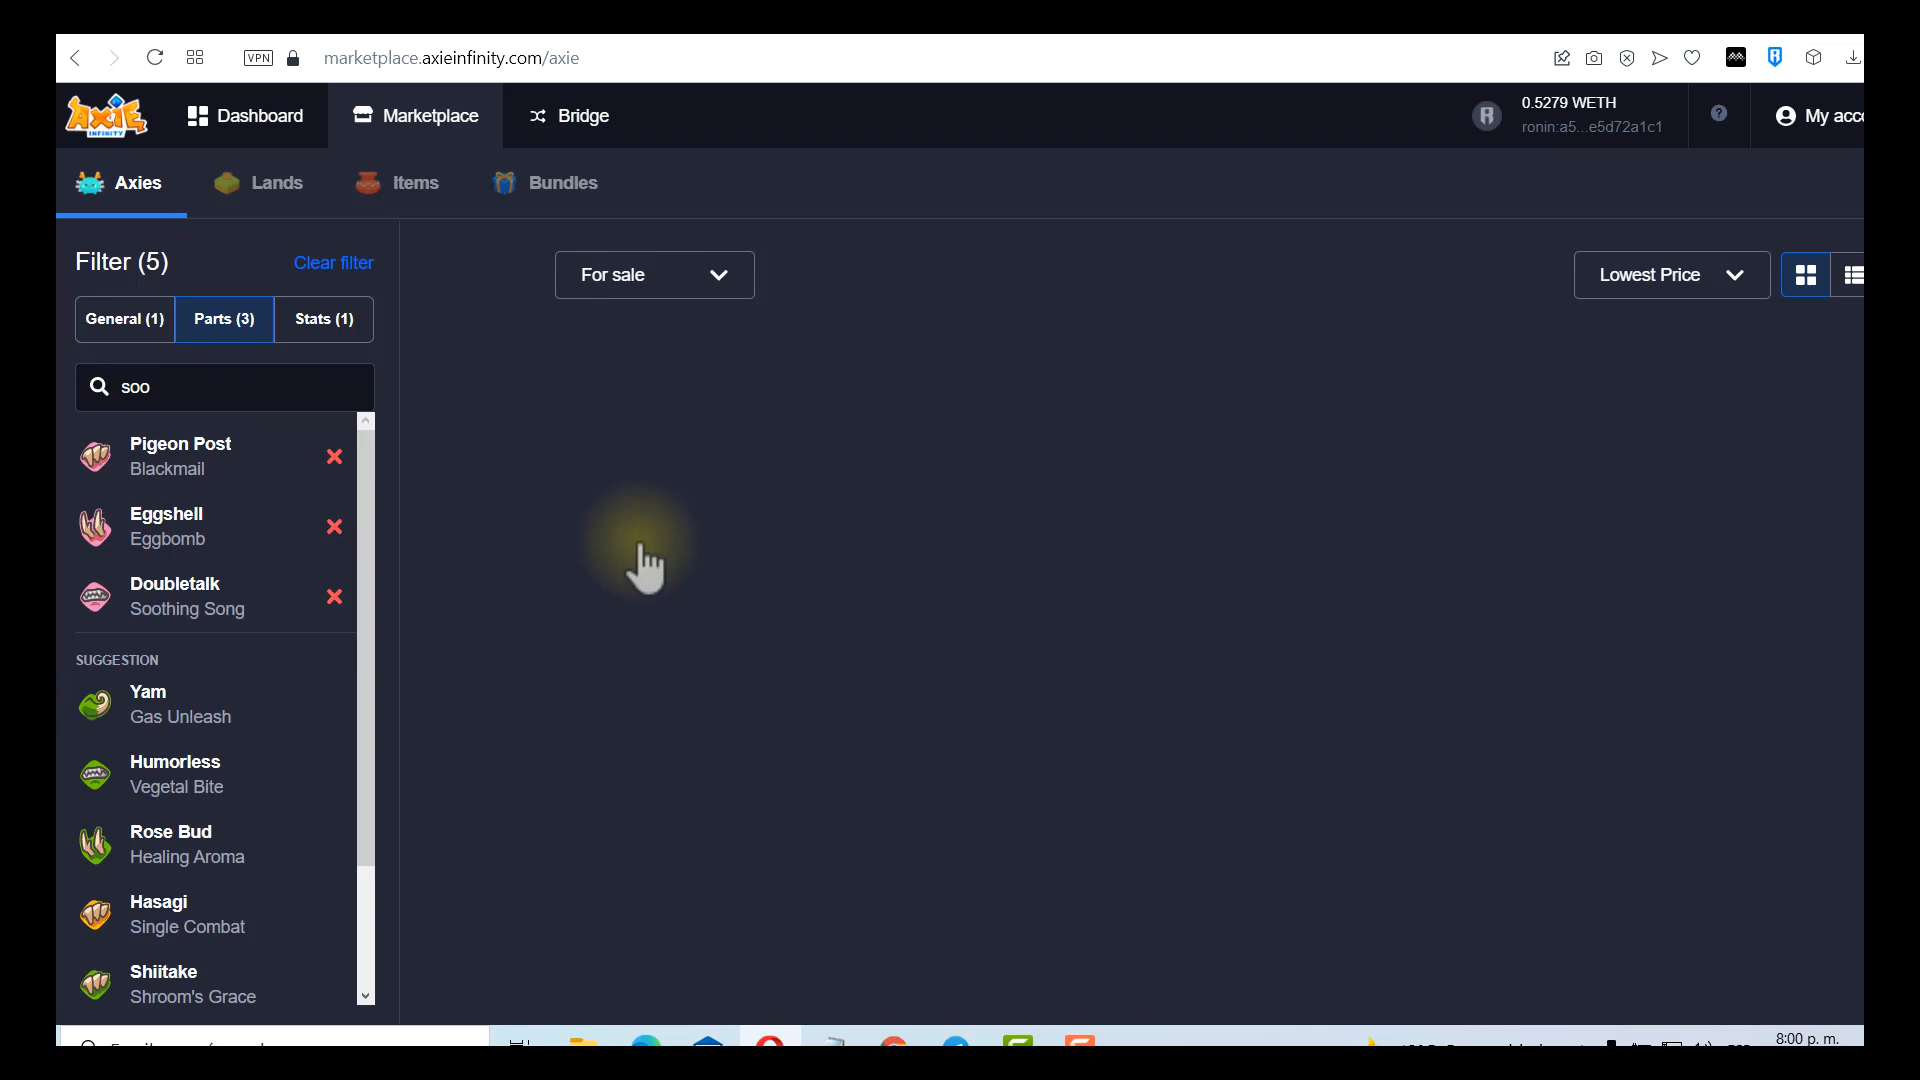 VPN
marketplace.axieinfinity.com/axie
AXIE
INFINITY
Dashboard
Marketplace
Bridge
0.5279 WETH
ronin:a5...e5d72a1c1
?
My acco
Axies
Lands
Items
Bundles
Filter (5)
Clear filter
For sale
Lowest Price
General (1)
Parts (3)
Stats (1)
soo
Pigeon Post
Blackmail
Eggshell
Eggbomb
Doubletalk
Soothing Song
SUGGESTION
Yam
Gas Unleash
Humorless
Vegetal Bite
Rose Bud
Healing Aroma
Hasagi
Single Combat
Shiitake
Shroom's Grace
8:00 p. m.